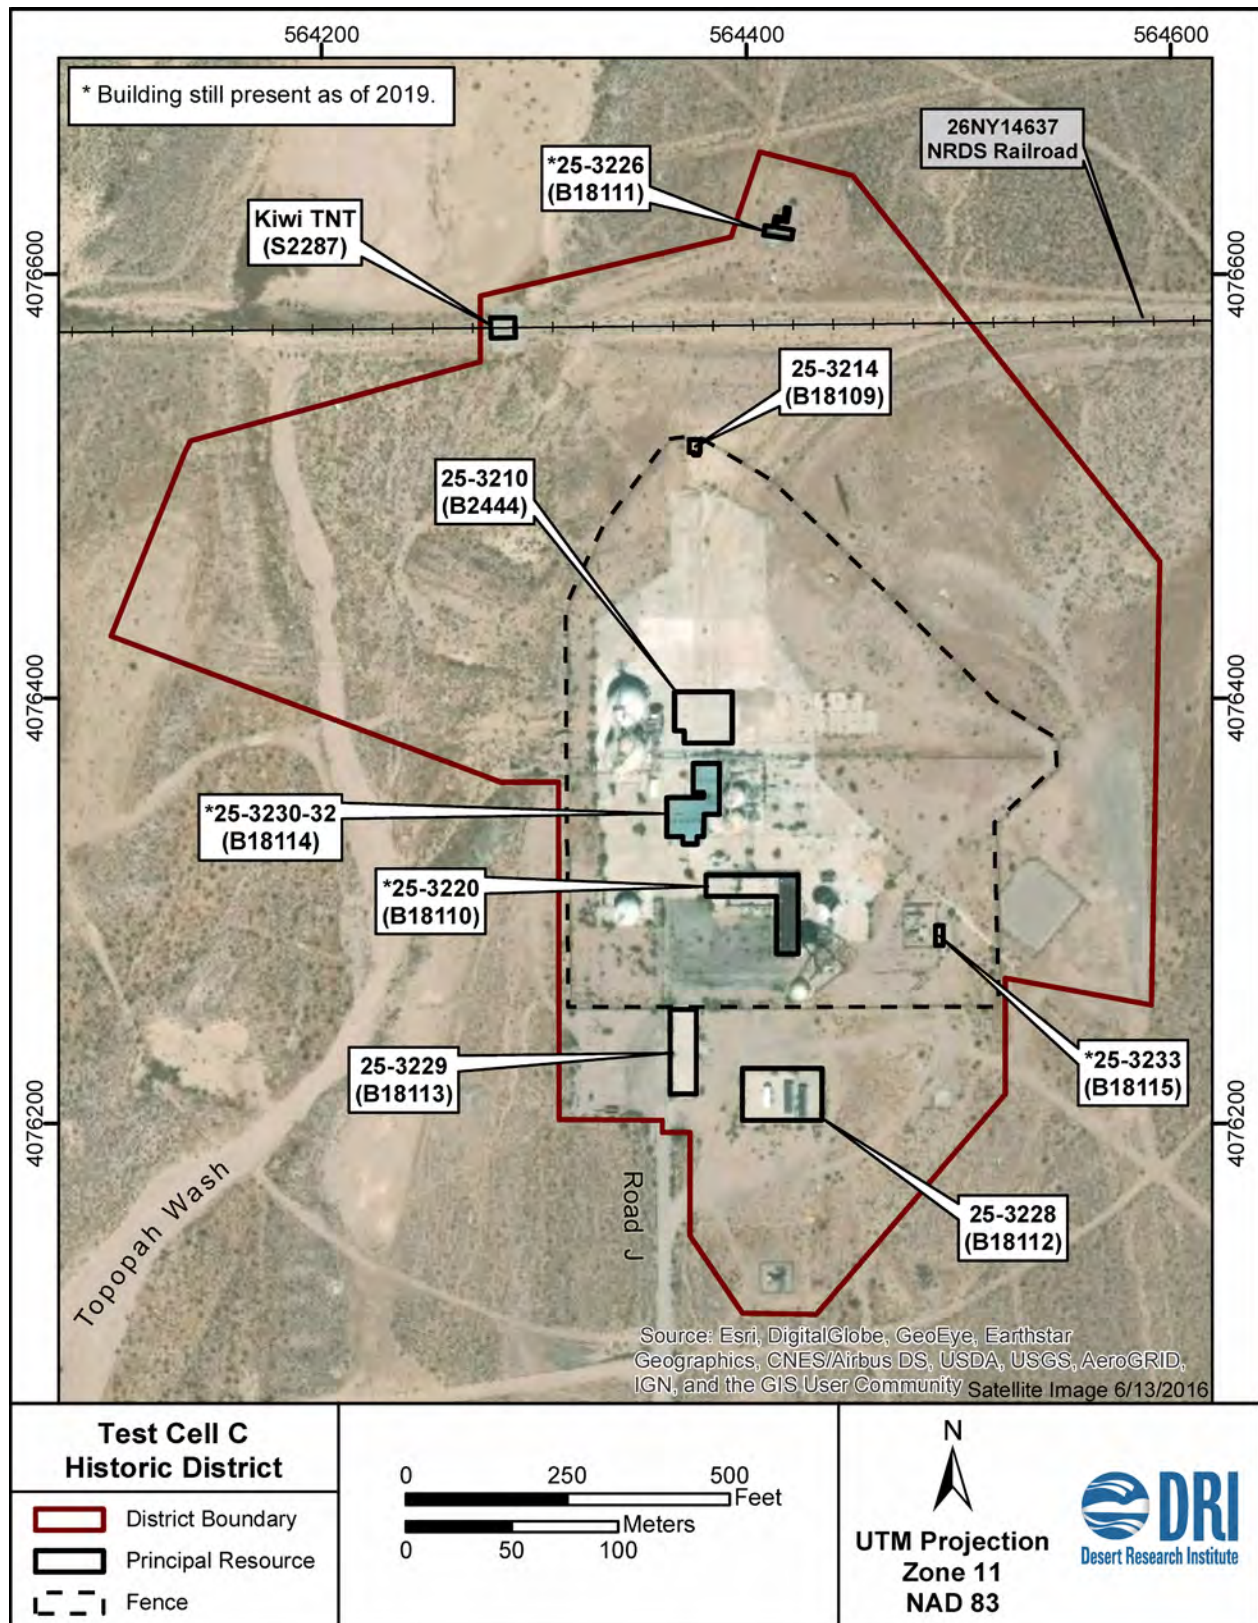 564200
564400
564600
* Building still present as of 2019.
26NY14637
NRDS Railroad
*25-3226
(B18111)
Kiwi TNT
(S2287)
4076600
4076600
25-3214
(B18109)
25-3210
(B2444)
4076400
4076400
*25-3230-32
(B18114)
*25-3220
(B18110)
25-3229
(B18113)
*25-3233
(B18115)
4076200
4076200
Topopah Wash
Road J
25-3228
(B18112)
Source: Esri, DigitalGlobe, GeoEye, Earthstar
Geographics, CNES/Airbus DS, USDA, USGS, AeroGRID,
IGN, and the GIS User Community
Satellite Image 6/13/2016
Test Cell C
Historic District
District Boundary
Principal Resource
Fence
0 250 500
Feet
Meters
0 50 100
N
UTM Projection
Zone 11
NAD 83
DRI
Desert Research Institute